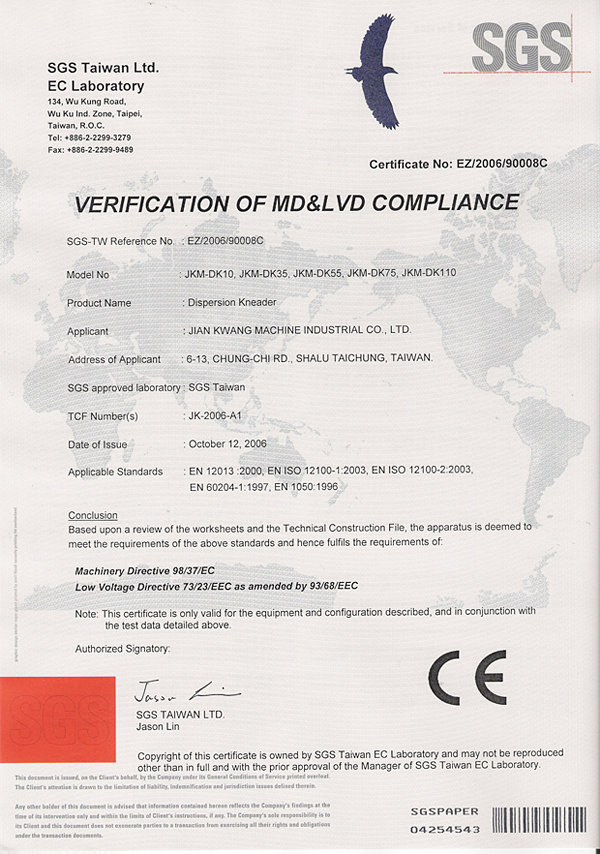 SGS
SGS Taiwan Ltd.
EC Laboratory
134, Wu Kung Road,
Wu Ku Ind. Zone, Taipei,
Taiwan, R.O.C.
Tel: +886-2-2299-3279
Fax: +886-2-2299-9489
Certificate No: EZ/2006/90008C
VERIFICATION OF MD&LVD COMPLIANCE
SGS-TW Reference No. : EZ/2006/90008C
Model No : JKM-DK10, JKM-DK35, JKM-DK55, JKM-DK75, JKM-DK110
Product Name : Dispersion Kneader
Applicant : JIAN KWANG MACHINE INDUSTRIAL CO., LTD.
Address of Applicant : 6-13, CHUNG-CHI RD., SHALU TAICHUNG, TAIWAN.
SGS approved laboratory : SGS Taiwan
TCF Number(s) : JK-2006-A1
Date of Issue : October 12, 2006
Applicable Standards : EN 12013 :2000, EN ISO 12100-1:2003, EN ISO 12100-2:2003,
EN 60204-1:1997, EN 1050:1996
Conclusion
Based upon a review of the worksheets and the Technical Construction File, the apparatus is deemed to
meet the requirements of the above standards and hence fulfils the requirements of:
Machinery Directive 98/37/EC
Low Voltage Directive 73/23/EEC as amended by 93/68/EEC
Note: This certificate is only valid for the equipment and configuration described, and in conjunction with
the test data detailed above.
Authorized Signatory:
CE
Jason Lin
SGS TAIWAN LTD.
Jason Lin
SGS
Copyright of this certificate is owned by SGS Taiwan EC Laboratory and may not be reproduced
other than in full and with the prior approval of the Manager of SGS Taiwan EC Laboratory.
This document is issued, on the Client's behalf, by the Company under its General Conditions of Service printed overleaf.
The Client's attention is drawn to the limitation of liability, indemnification and jurisdiction issues defined therein.
Any other holder of this document is advised that information contained hereon reflects the Company's findings at the
time of its intervention only and within the limits of Client's instructions, if any. The Company's sole responsibility is to
its Client and this document does not exonerate parties to a transaction from exercising all their rights and obligations
under the transaction documents.
SGSPAPER
04254543